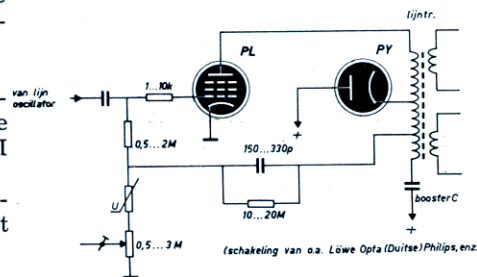 lijntr.
PL
PY
van lijn
oscillator
1...10k
+
0,5...2M
150...330p
U
10...20M
boosterC
+
0,5...3M
(schakeling van o.a. Löwe Opta (Duitse) Philips, enz.
e
I
t